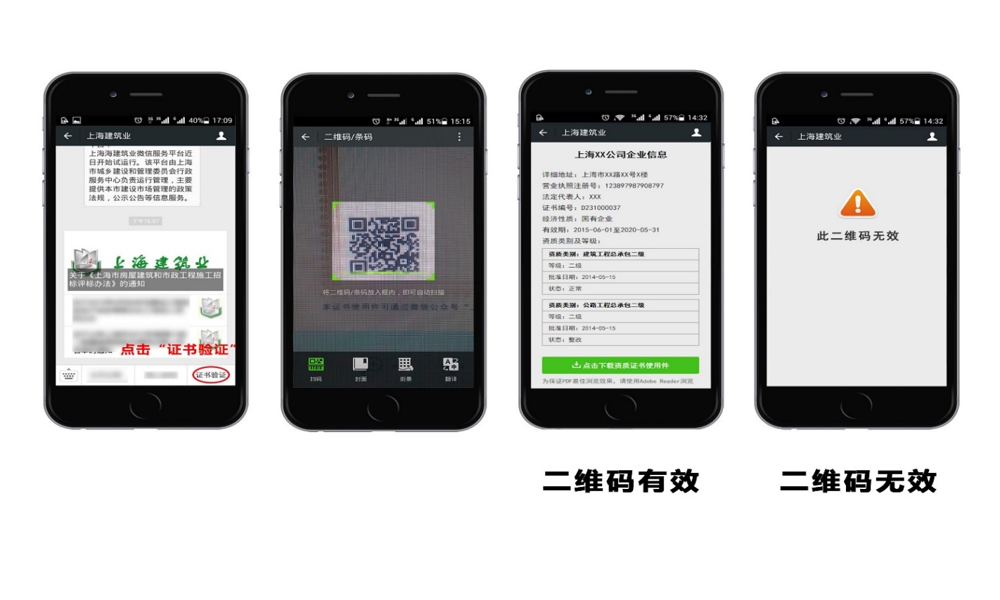 17:09
40%
上海建筑业
上海海建筑业微信服务平台近
日开始试运行。该平台由上海
市城乡建设和管理委员会行政
服务中心负责运行管理，主要
提供本市建设市场管理的政策
法规，公示公告等信息服务。
下午16:07
上海建筑业
关于《上海市房屋建筑和市政工程施工招
标评标办法》的通知
点击“证书验证”
证书验证
51% 15:15
二维码/条码
将二维码/条码放入框内，即可自动扫描
本证书使用件可通过微信公众号“
扫码
封面
街景
翻译
57% 14:32
上海建筑业
上海XX公司企业信息
详细地址：上海市XX路XX号X楼
营业执照注册号：123897987908797
法定代表人：XXX
证书编号：D231000037
经济性质：国有企业
有效期：2015-06-01至2020-05-31
资质类别及等级：
资质类别：建筑工程总承包二级
等级：二级
批准日期：2014-05-15
状态：正常
资质类别：公路工程总承包二级
等级：二级
批准日期：2014-05-15
状态：整改
点击下载资质证书使用件
为保证PDF最佳浏览效果，请使用Adobe Reader浏览
二维码有效
57% 14:32
上海建筑业
此二维码无效
二维码无效